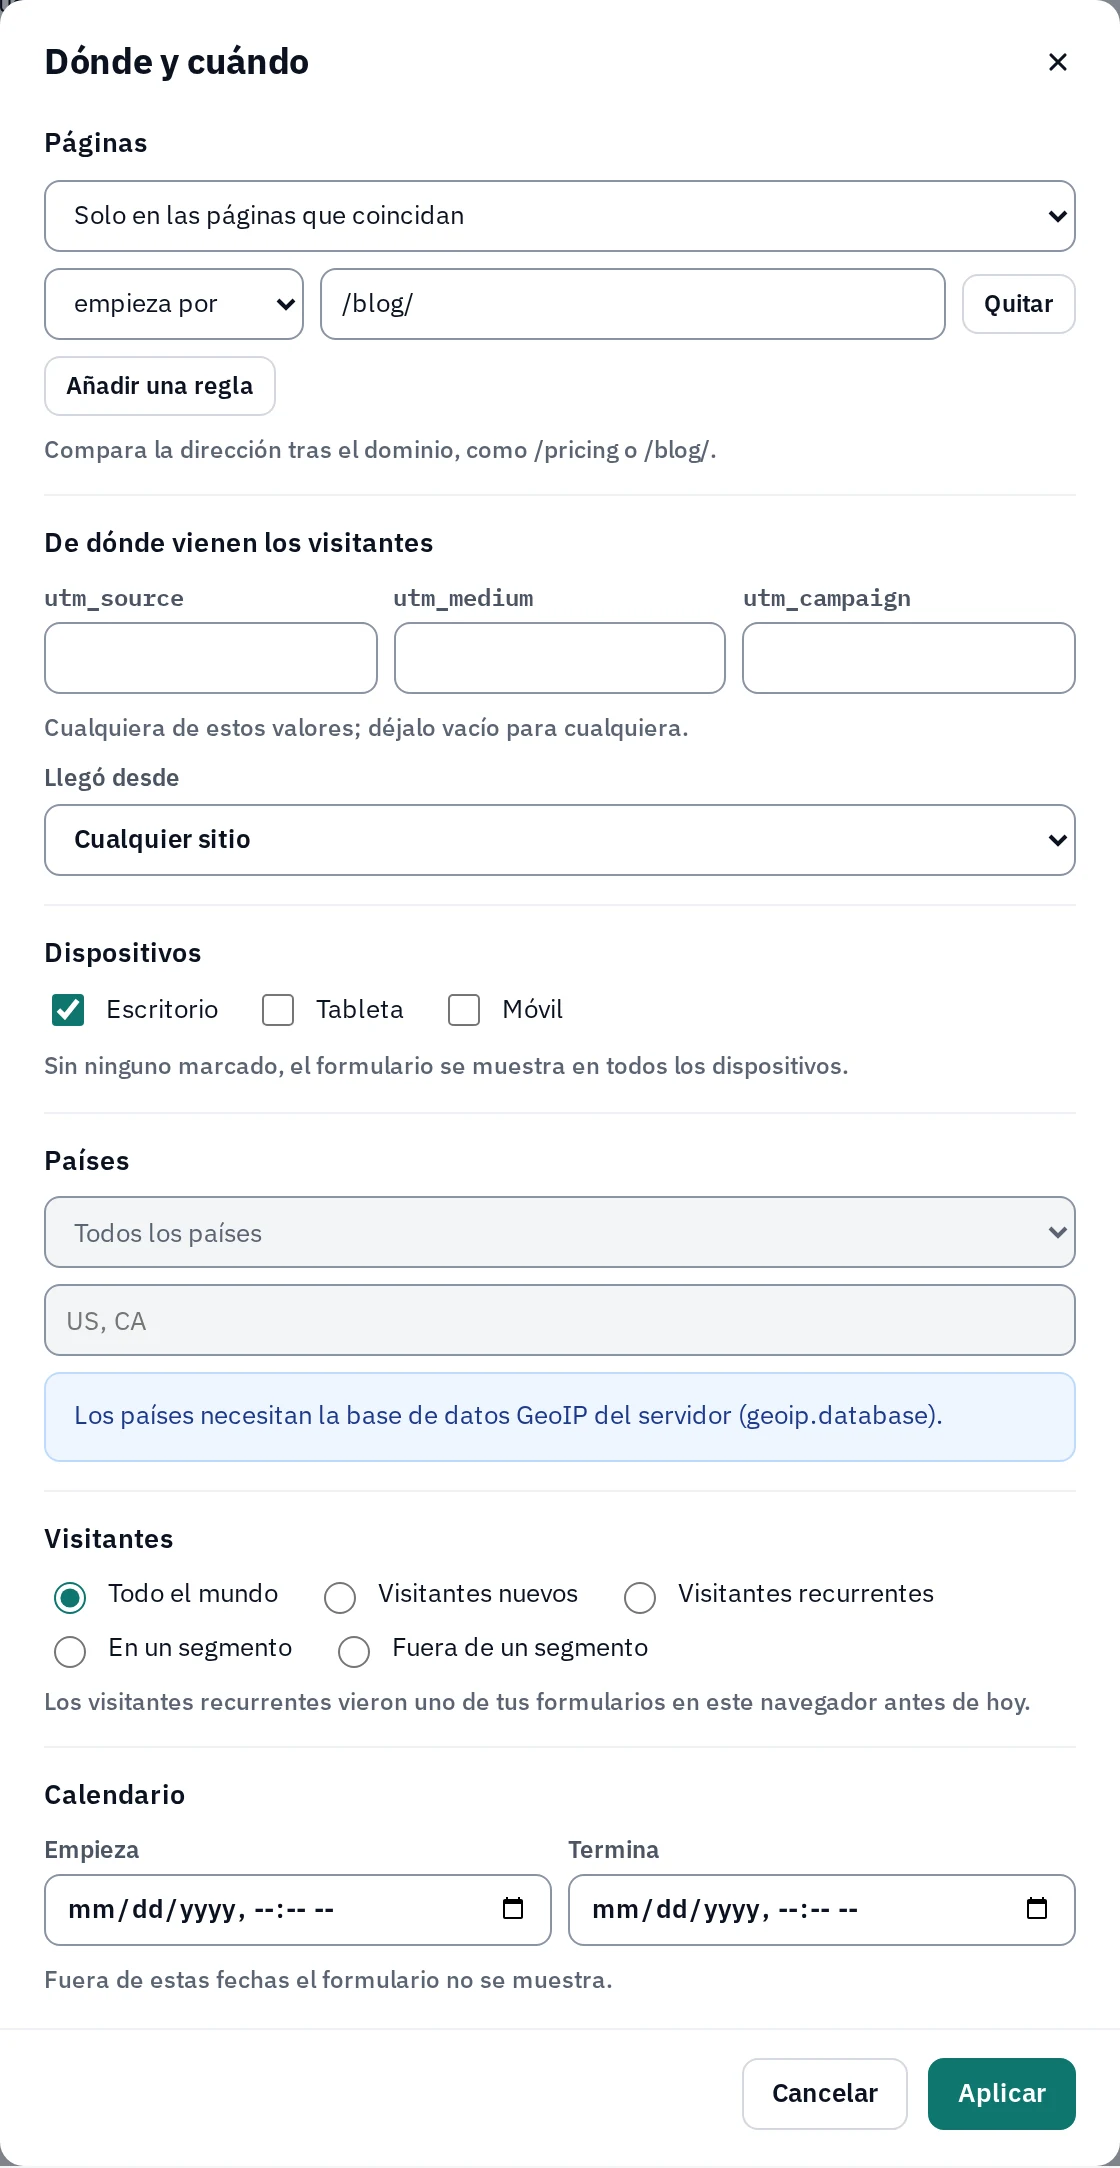 Dónde y cuándo
Páginas
Solo en las páginas que coincidan
empieza por
/blog/
Quitar
Añadir una regla
Compara la dirección tras el dominio, como /pricing o /blog/.
De dónde vienen los visitantes
utm_source utm_medium utm_campaign
Cualquiera de estos valores; déjalo vacío para cualquiera.
Llegó desde
Cualquier sitio
Dispositivos
Escritorio Tableta Móvil
Sin ninguno marcado, el formulario se muestra en todos los dispositivos.
Países
Todos los países
US, CA
Los países necesitan la base de datos GeoIP del servidor (geoip.database).
Visitantes
Todo el mundo Visitantes nuevos Visitantes recurrentes
En un segmento Fuera de un segmento
Los visitantes recurrentes vieron uno de tus formularios en este navegador antes de hoy.
Calendario
Empieza Termina
mm/dd/yyyy, --:-- -- mm/dd/yyyy, --:-- --
Fuera de estas fechas el formulario no se muestra.
Cancelar Aplicar